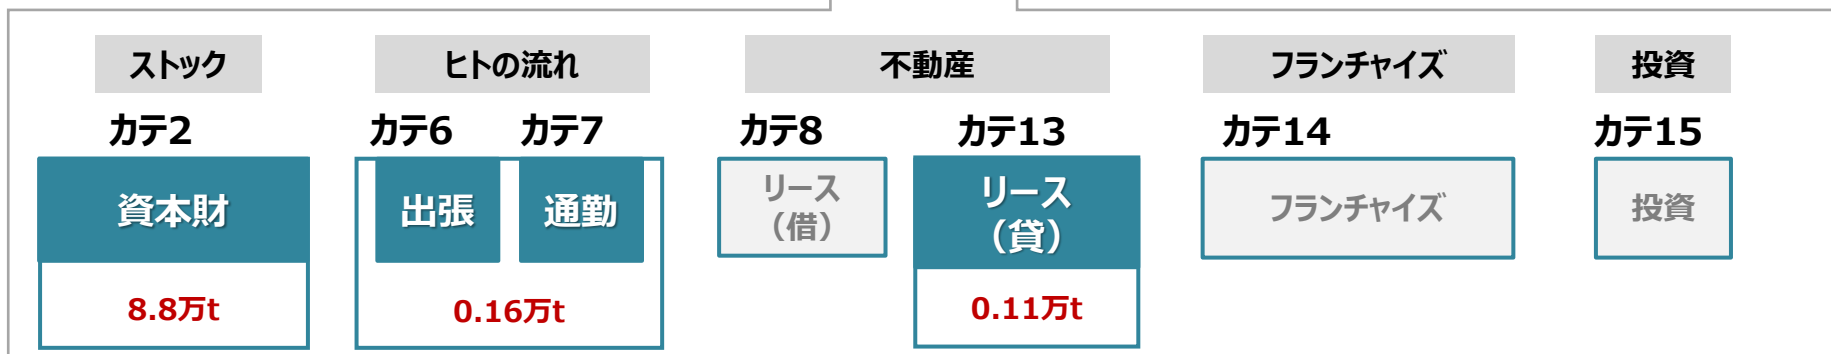 ストック
ヒトの流れ
不動産
フランチャイズ
投資
カテ2
カテ6
カテ7
カテ8
カテ13
カテ14
カテ15
資本財
出張
通勤
リース
（借）
リース
（貸）
フランチャイズ
投資
8.8万t
0.16万t
0.11万t